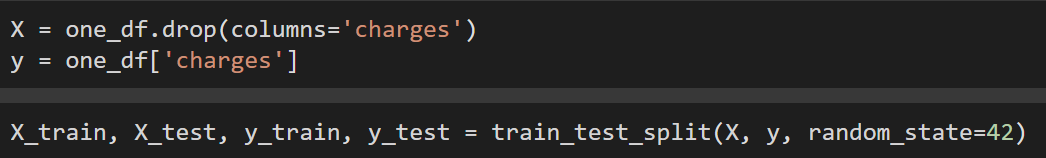 X = one_df.drop(columns='charges')
y = one_df['charges']
X_train, X_test, y_train, y_test = train_test_split(X, y, random_state=42)